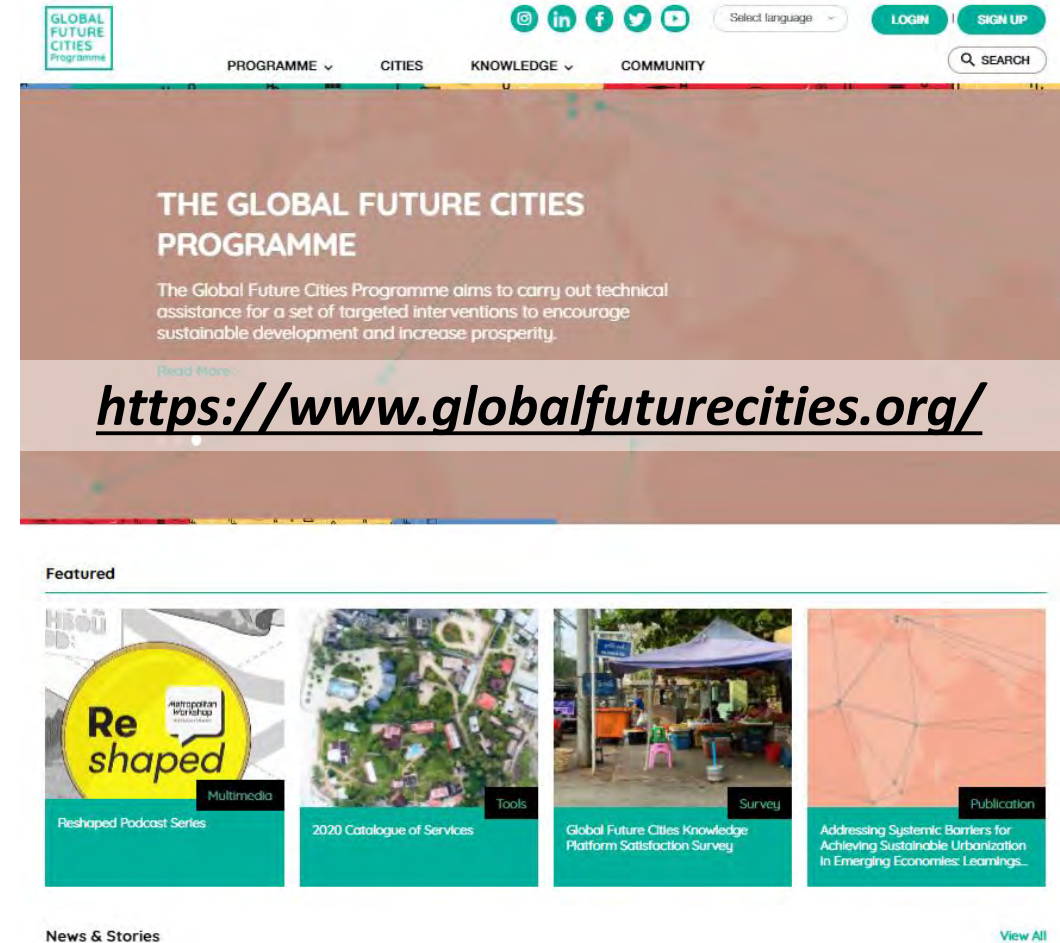 GLOBAL
FUTURE
CITIES
Programme
Select language
LOGIN
SIGN UP
PROGRAMME
CITIES
KNOWLEDGE
COMMUNITY
SEARCH
THE GLOBAL FUTURE CITIES
PROGRAMME
The Global Future Cities Programme aims to carry out technical
assistance for a set of targeted interventions to encourage
sustainable development and increase prosperity.
Read More
https://www.globalfuturecities.org/
Featured
Re
shaped
Metropolitan
Workshop
Multimedia
Reshaped Podcast Series
Tools
2020 Catalogue of Services
Survey
Global Future Cities Knowledge
Platform Satisfaction Survey
Publication
Addressing Systemic Barriers for
Achieving Sustainable Urbanization
in Emerging Economies: Learnings...
News & Stories
View All